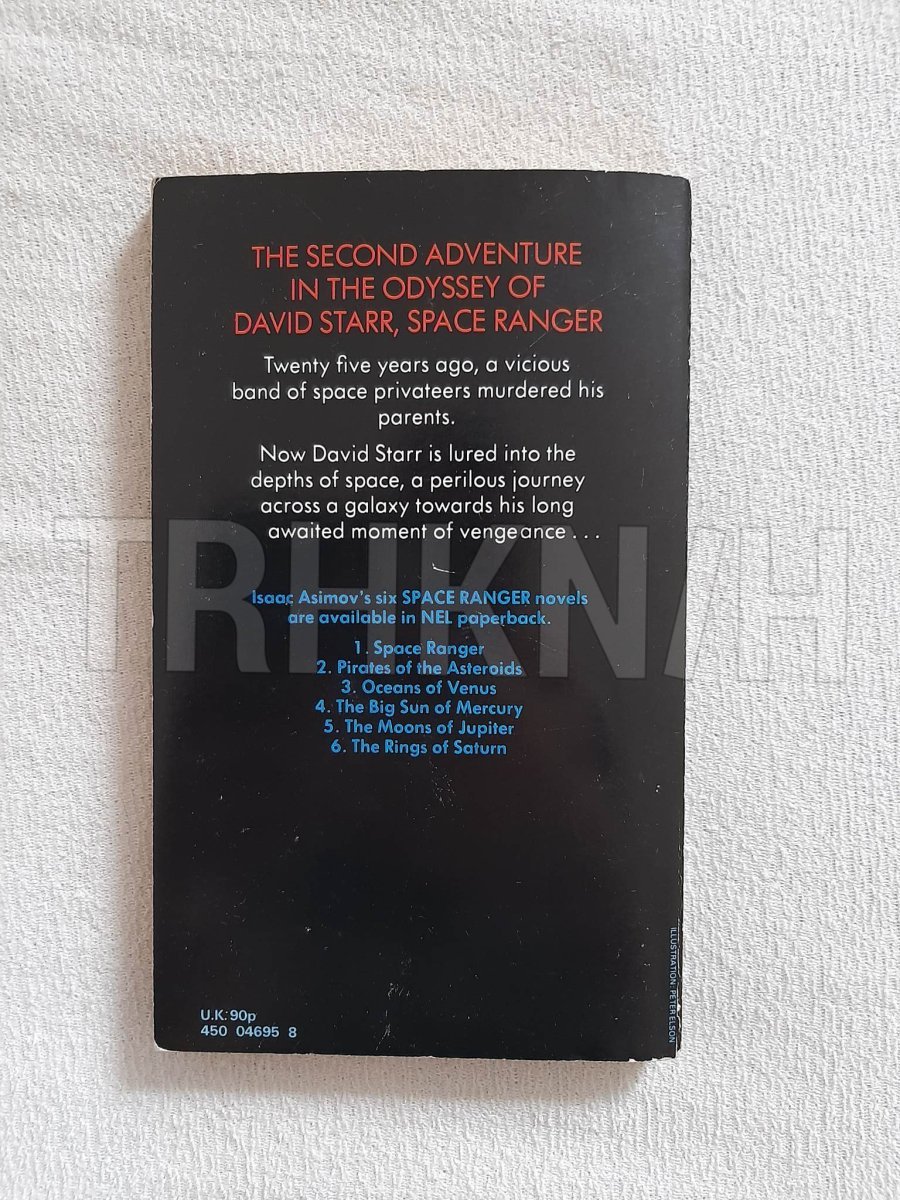 THE SECOND ADVENTURE
IN THE ODYSSEY OF
DAVID STARR, SPACE RANGER
Twenty five years ago, a vicious
band of space privateers murdered his
parents.
Now David Starr is lured into the
depths of space, a perilous journey
across a galaxy towards his long
awaited moment of vengeance . . .
Isaac Asimov's six SPACE RANGER novels
are available in NEL paperback.
1. Space Ranger
2. Pirates of the Asteroids
3. Oceans of Venus
4. The Big Sun of Mercury
5. The Moons of Jupiter
6. The Rings of Saturn
U.K. 90p
450 04695 8
ILLUSTRATION: PETER ELSON
TRHKNAH